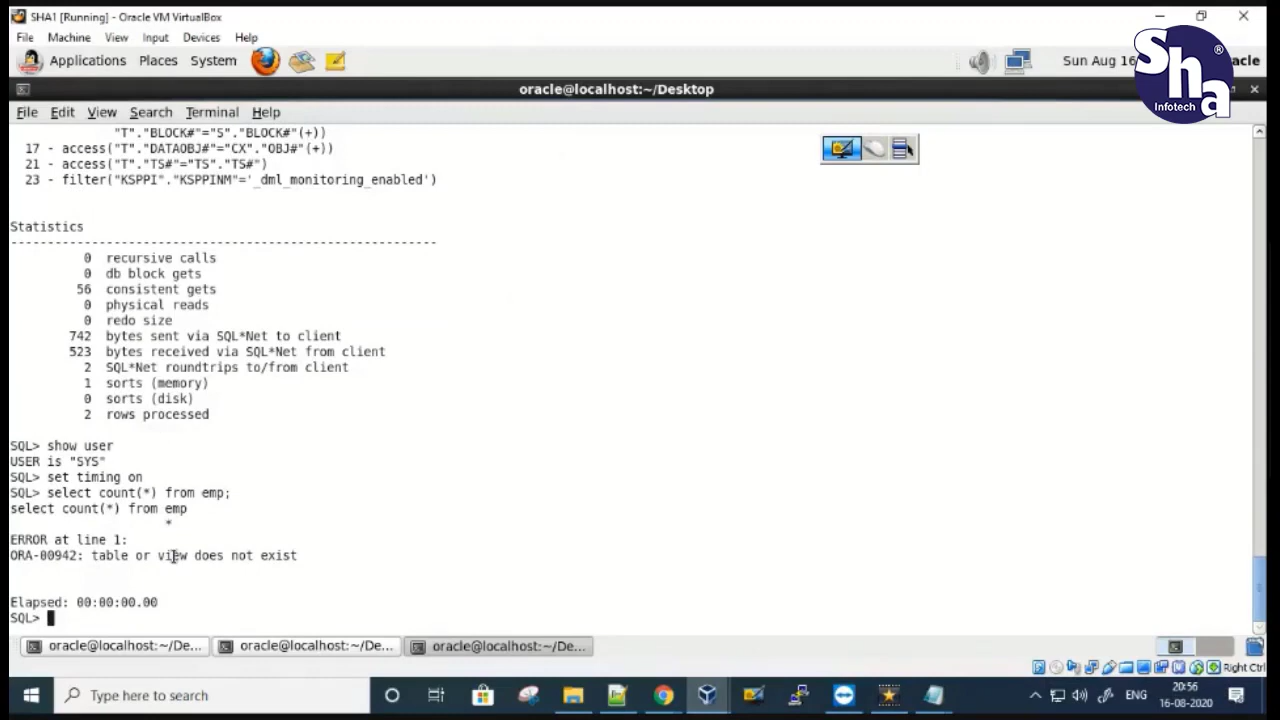 SHA1 [Running] - Oracle VM VirtualBox
File Machine View Input Devices Help
Applications Places System
Sun Aug 16
acle
Sha
®
Infotech
oracle@localhost:~/Desktop
File Edit View Search Terminal Help
"T"."BLOCK#"="S"."BLOCK#"(+))
17 - access("T"."DATAOBJ#"="CX"."OBJ#"(+))
21 - access("T"."TS#"="TS"."TS#")
23 - filter("KSPPI"."KSPPINM"='_dml_monitoring_enabled')
Statistics
----------------------------------------------------------
0 recursive calls
0 db block gets
56 consistent gets
0 physical reads
0 redo size
742 bytes sent via SQL*Net to client
523 bytes received via SQL*Net from client
2 SQL*Net roundtrips to/from client
1 sorts (memory)
0 sorts (disk)
2 rows processed
SQL> show user
USER is "SYS"
SQL> set timing on
SQL> select count(*) from emp;
select count(*) from emp
*
ERROR at line 1:
ORA-00942: table or view does not exist
Elapsed: 00:00:00.00
SQL>
oracle@localhost:~/De... oracle@localhost:~/De... oracle@localhost:~/De...
Right Ctrl
Type here to search
ENG
20:56
16-08-2020